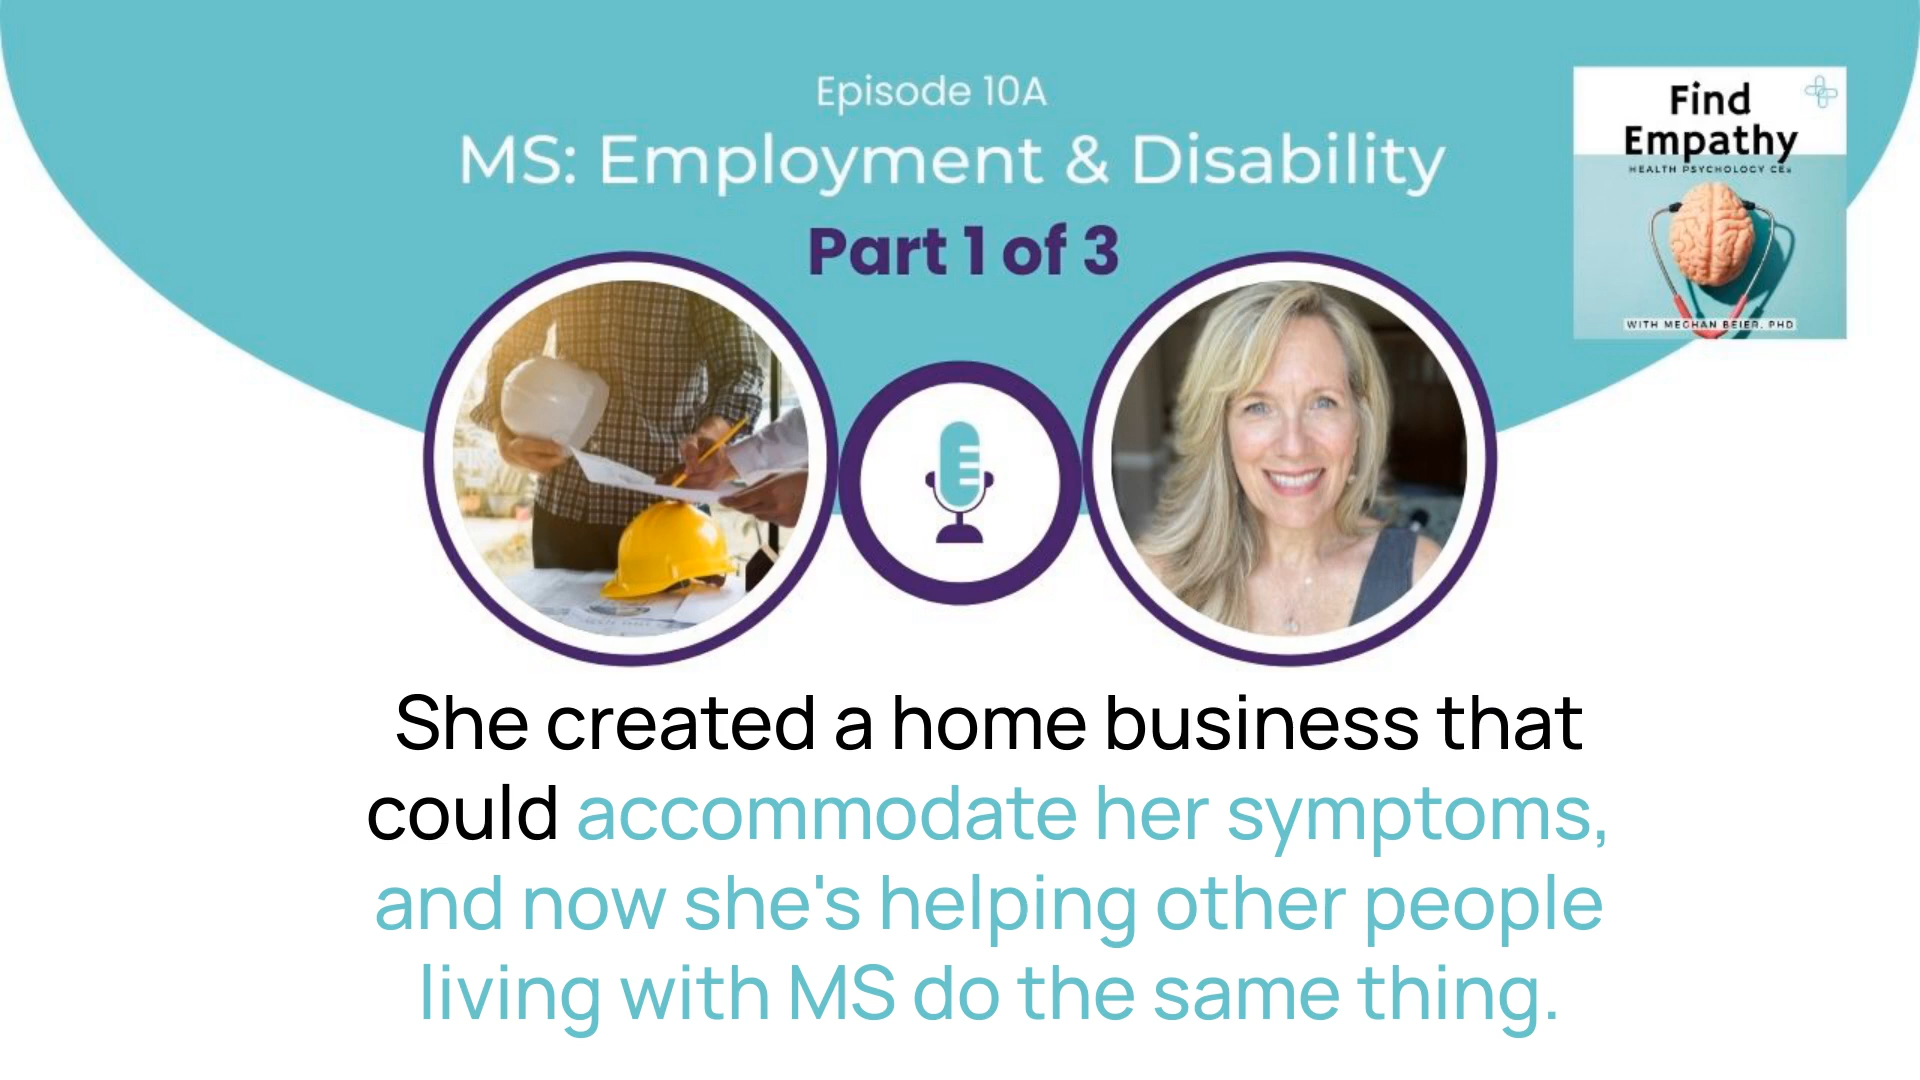 Episode 10A
MS: Employment & Disability
Part 1 of 3
Find
Empathy
HEALTH PSYCHOLOGY CEs
WITH MEGHAN BEIER, PHD
She created a home business that
could accommodate her symptoms,
and now she's helping other people
living with MS do the same thing.